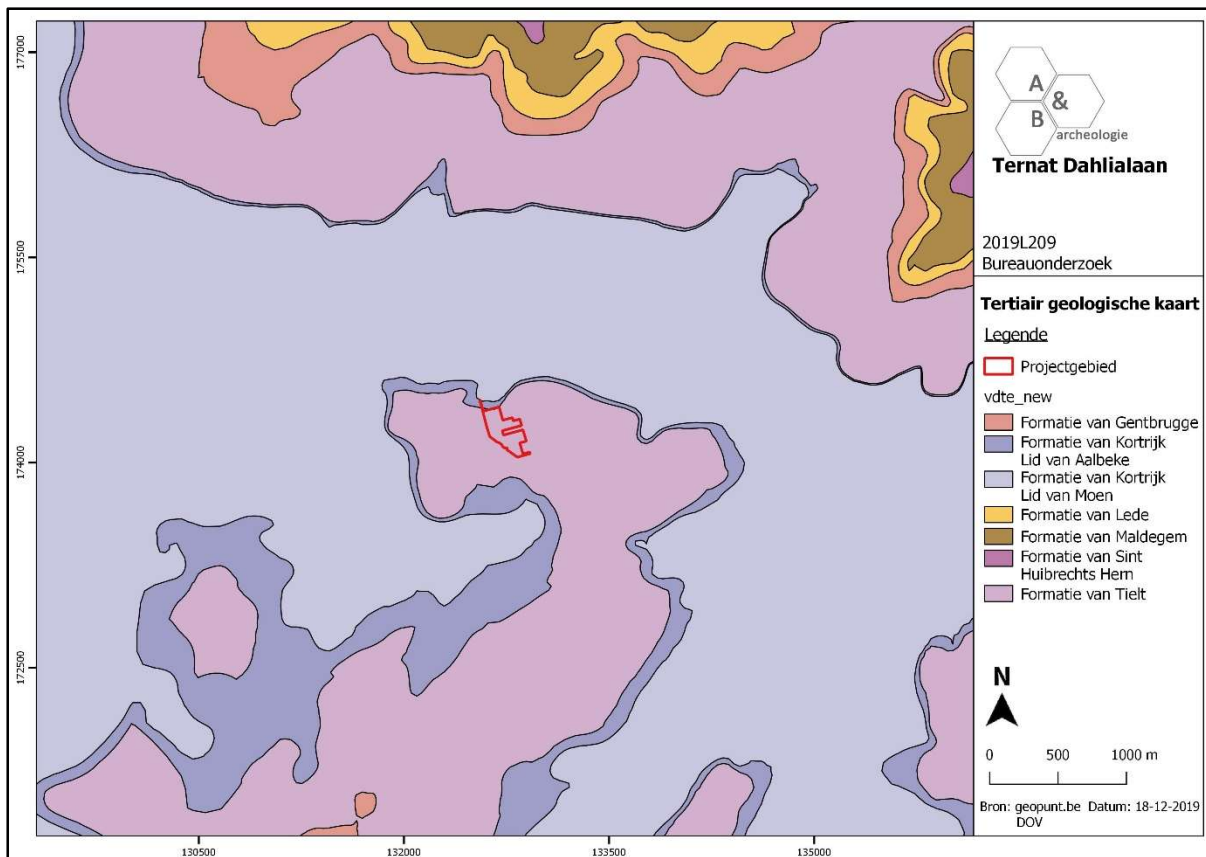 A
&
B
archeologie
Ternat Dahlialaan
2019L209
Bureauonderzoek
Tertiair geologische kaart
Legende
Projectgebied
vdte_new
Formatie van Gentbrugge
Formatie van Kortrijk
Lid van Aalbeke
Formatie van Kortrijk
Lid van Moen
Formatie van Lede
Formatie van Maldegem
Formatie van Sint
Huibrechts Hern
Formatie van Tielt
N
0 500 1000 m
Bron: geopunt.be Datum: 18-12-2019
DOV
177000
175500
174000
172500
130500 132000 133500 135000